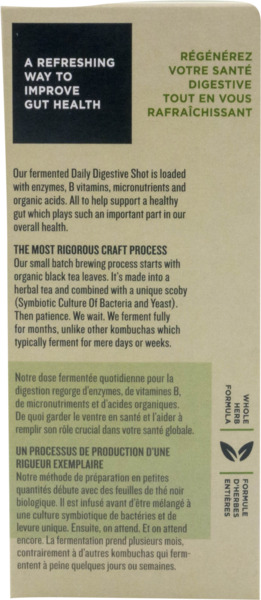 A REFRESHING
WAY TO
IMPROVE
GUT HEALTH
RÉGÉNÉREZ
VOTRE SANTÉ
DIGESTIVE
TOUT EN VOUS
RAFRAÎCHISSANT
Our fermented Daily Digestive Shot is loaded
with enzymes, B vitamins, micronutrients and
organic acids. All to help support a healthy
gut which plays such an important part in our
overall health.
THE MOST RIGOROUS CRAFT PROCESS
Our small batch brewing process starts with
organic black tea leaves. It's made into a
herbal tea and combined with a unique scoby
(Symbiotic Culture Of Bacteria and Yeast).
Then patience. We wait. We ferment fully
for months, unlike other kombuchas which
typically ferment for mere days or weeks.
Notre dose fermentée quotidienne pour la
digestion regorge d'enzymes, de vitamines B,
de micronutriments et d'acides organiques.
De quoi garder le ventre en santé et l'aider à
remplir son rôle crucial dans votre santé globale.
UN PROCESSUS DE PRODUCTION D'UNE
RIGUEUR EXEMPLAIRE
Notre méthode de préparation en petites
quantités débute avec des feuilles de thé noir
biologique. Il est infusé avant d'être mélangé à
une culture symbiotique de bactéries et de
levure unique. Ensuite, on attend. Et on attend
encore. La fermentation prend plusieurs mois,
contrairement à d'autres kombuchas qui ferm-
entent à peine quelques jours ou semaines.
WHOLE
HERB
FORMULA
FORMULE
D'HERBES
ENTIÈRES